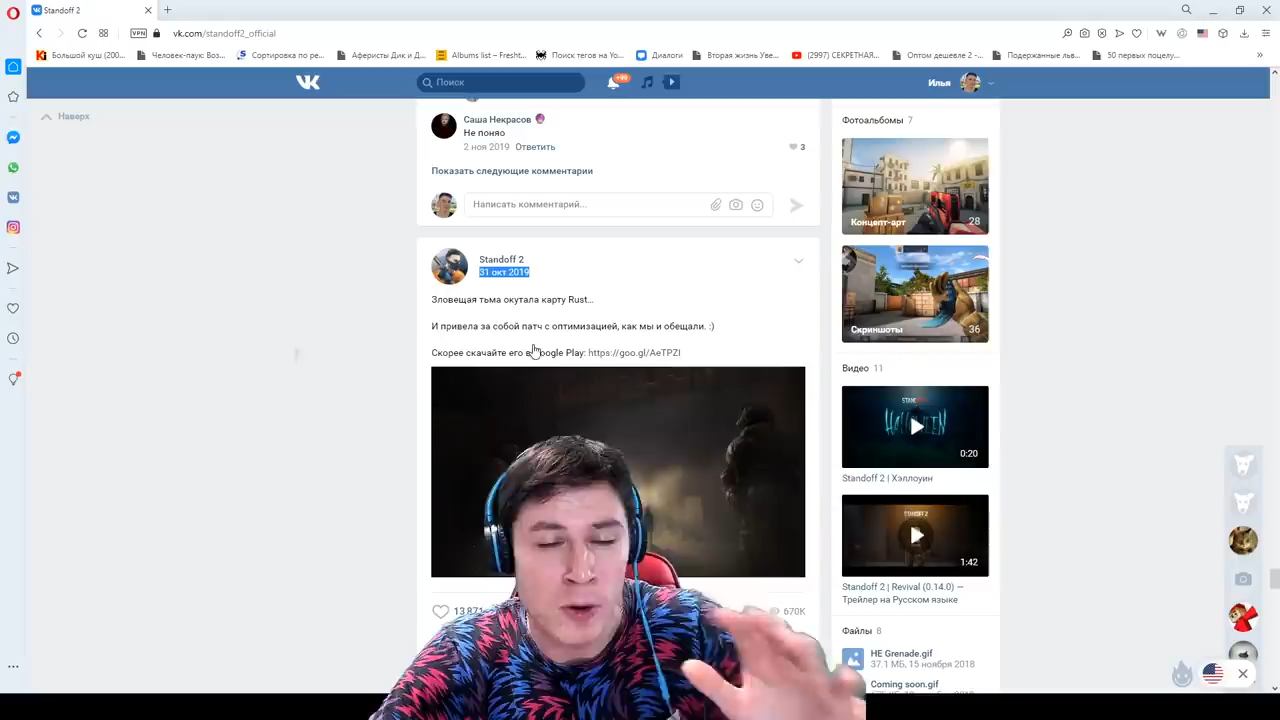 Standoff 2
VPN
vk.com/standoff2_official
Большой куш (200...
Человек-паук: Воз...
Сортировка по ре...
Аферисты Дик и Д...
Albums list – Fresht...
Поиск тегов на Yo...
Диалоги
Вторая жизнь Уве...
(2997) СЕКРЕТНАЯ...
Оптом дешевле 2 -...
Подержанные льв...
50 первых поцелу...
Поиск
+99
Илья
Наверх
Саша Некрасов
Не поняо
2 ноя 2019 Ответить
3
Показать следующие комментарии
Написать комментарий...
Standoff 2
31 окт 2019
Зловещая тьма окутала карту Rust...
И привела за собой патч с оптимизацией, как мы и обещали. :)
Скорее скачайте его в Google Play: https://goo.gl/AeTPZI
13 871
670K
Фотоальбомы 7
Концепт-арт 28
Скриншоты 36
Видео 11
HALLOWEEN
0:20
Standoff 2 | Хэллоуин
STANDOFF 2
1:42
Standoff 2 | Revival (0.14.0) —
Трейлер на Русском языке
Файлы 8
HE Grenade.gif
37.1 МБ, 15 ноября 2018
Coming soon.gif